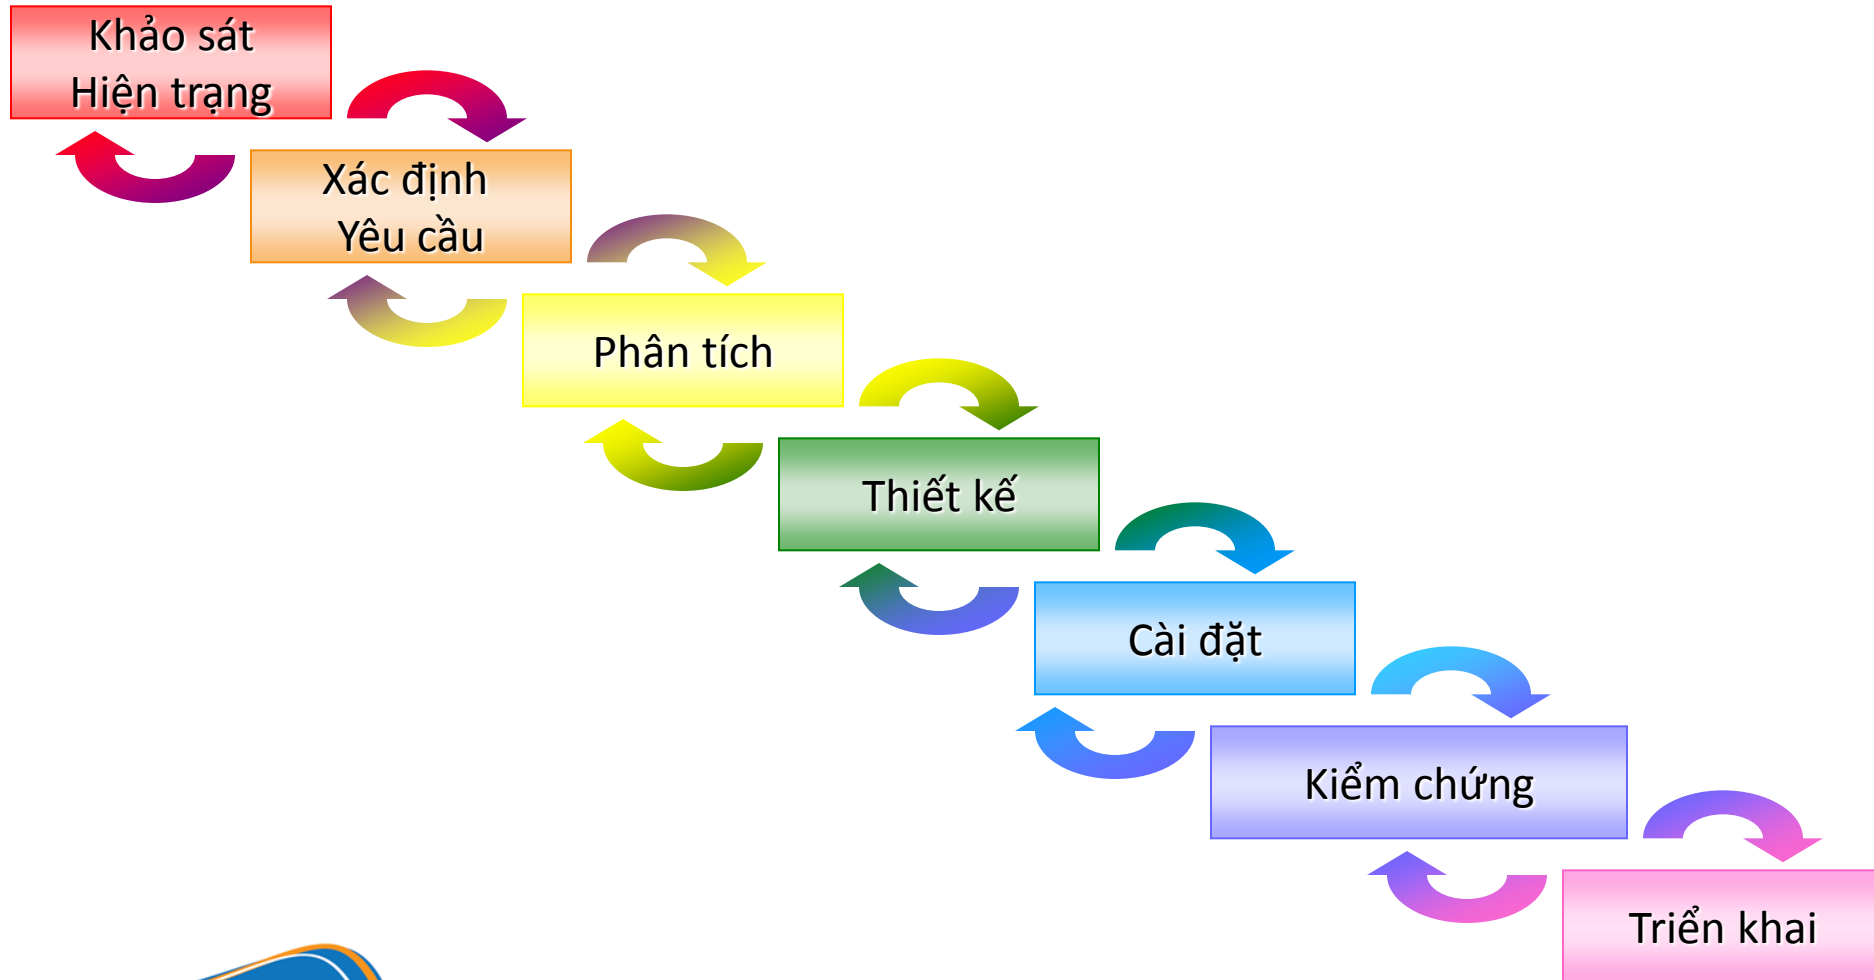 Khảo sát
Hiện trạng
Xác định
Yêu cầu
Phân tích
Thiết kế
Cài đặt
Kiểm chứng
Triển khai